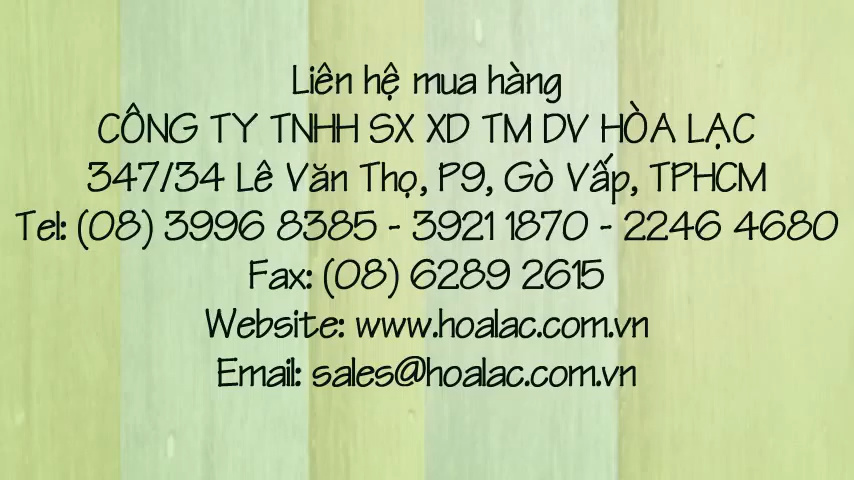 Liên hệ mua hàng
CÔNG TY TNHH SX XD TM DV HÒA LẠC
347/34 Lê Văn Thọ, P9, Gò Vấp, TPHCM
Tel: (08) 3996 8385 - 3921 1870 - 2246 4680
Fax: (08) 6289 2615
Website: www.hoalac.com.vn
Email: sales@hoalac.com.vn